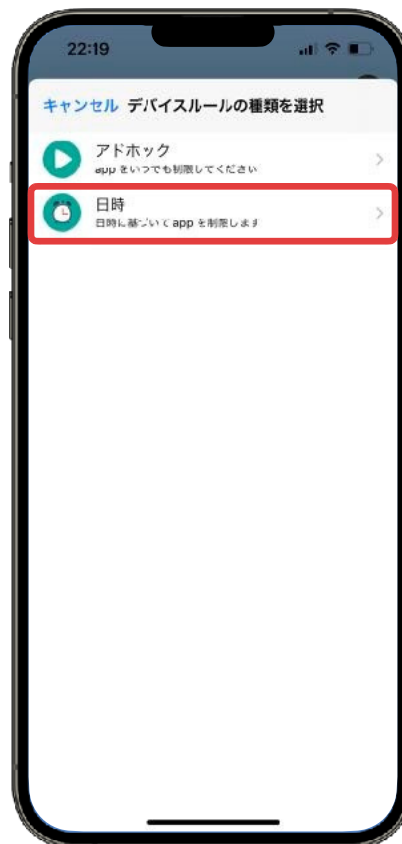 22:19
キャンセル デバイスルールの種類を選択
アドホック
app をいつでも制限してください
日時
日時に基づいて app を制限します